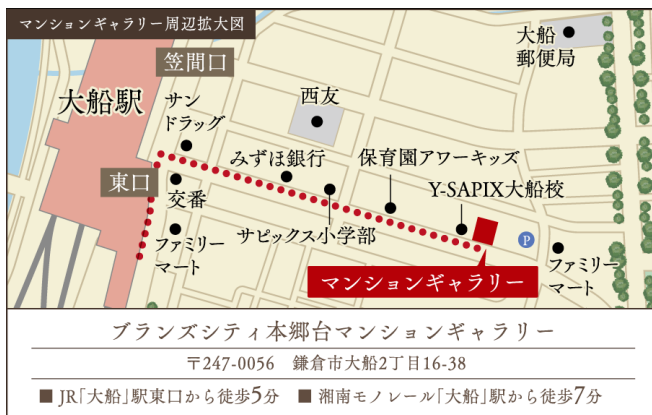 マンションギャラリー周辺拡大図
笠間口
大船
郵便局
大船駅
サン
ドラッグ
西友
みずほ銀行
保育園アワーキッズ
東口
交番
Y-SAPIX大船校
サピックス小学部
ファミリー
マート
P
マンションギャラリー
ファミリー
マート
ブランズシティ本郷台マンションギャラリー
〒247-0056 鎌倉市大船2丁目16-38
■ JR「大船」駅東口から徒歩5分 ■ 湘南モノレール「大船」駅から徒歩7分